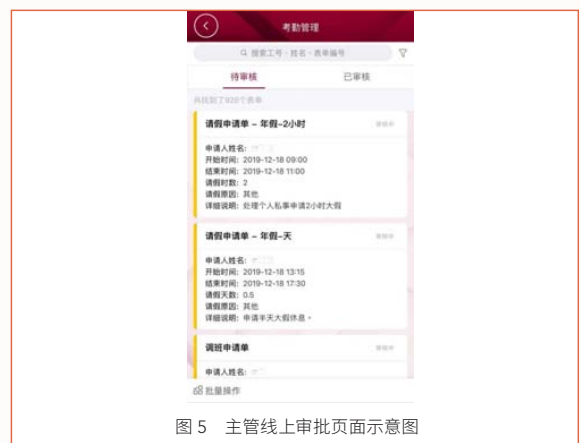 考勤管理
搜索工号、姓名、表单编号
待审核 已审核
共找到了928个表单
请假申请单 - 年假-2小时
申请人姓名:
开始时间: 2019-12-18 09:00
结束时间: 2019-12-18 11:00
请假时数: 2
请假原因: 其他
详细说明: 处理个人私事申请2小时大假
请假申请单 - 年假-天
申请人姓名:
开始时间: 2019-12-18 13:15
结束时间: 2019-12-18 17:30
请假天数: 0.5
请假原因: 其他
详细说明: 申请半天大假休息。
调班申请单
申请人姓名:
批量操作
图 5 主管线上审批页面示意图